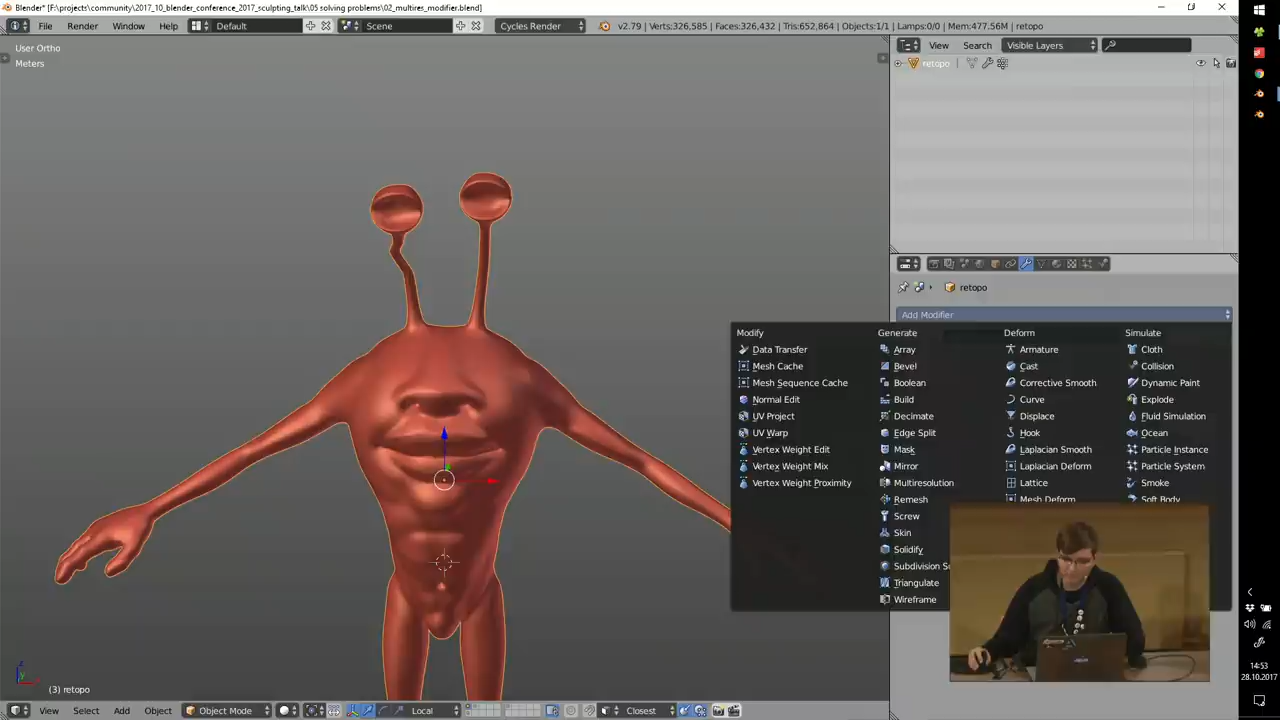 Blender* [F:\projects\community\2017_10_blender_conference_2017_sculpting_talk\05 solving problems\02_multires_modifier.blend]
File Render Window Help Default Scene Cycles Render v2.79 | Verts:326,585 | Faces:326,432 | Tris:652,864 | Objects:1/1 | Lamps:0/0 | Mem:477.56M | retopo
User Ortho
Meters
View Search Visible Layers
retopo
retopo
Add Modifier
Modify
Data Transfer
Mesh Cache
Mesh Sequence Cache
Normal Edit
UV Project
UV Warp
Vertex Weight Edit
Vertex Weight Mix
Vertex Weight Proximity
Generate
Array
Bevel
Boolean
Build
Decimate
Edge Split
Mask
Mirror
Multiresolution
Remesh
Screw
Skin
Solidify
Subdivision S
Triangulate
Wireframe
Deform
Armature
Cast
Corrective Smooth
Curve
Displace
Hook
Laplacian Smooth
Laplacian Deform
Lattice
Mesh Deform
Simulate
Cloth
Collision
Dynamic Paint
Explode
Fluid Simulation
Ocean
Particle Instance
Particle System
Smoke
Soft Body
z
y
(3) retopo
View Select Add Object Object Mode Local Closest
14:53
28.10.2017